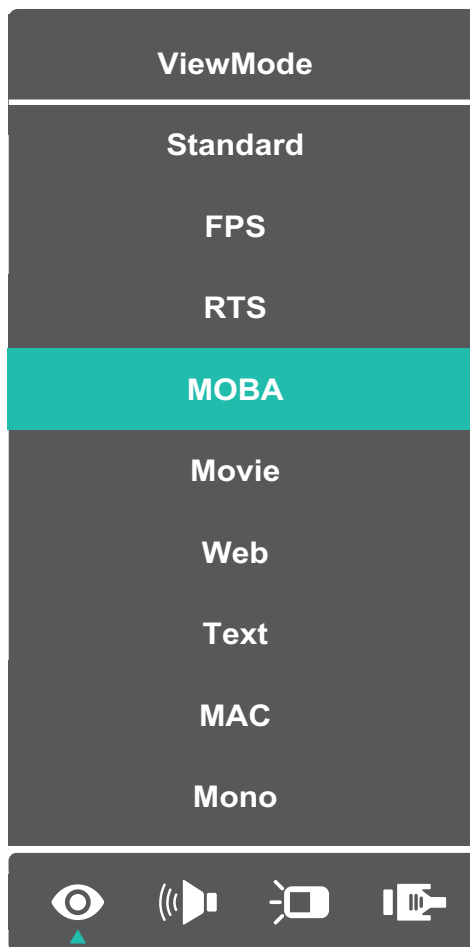 ViewMode
Standard
FPS
RTS
MOBA
Movie
Web
Text
MAC
Mono